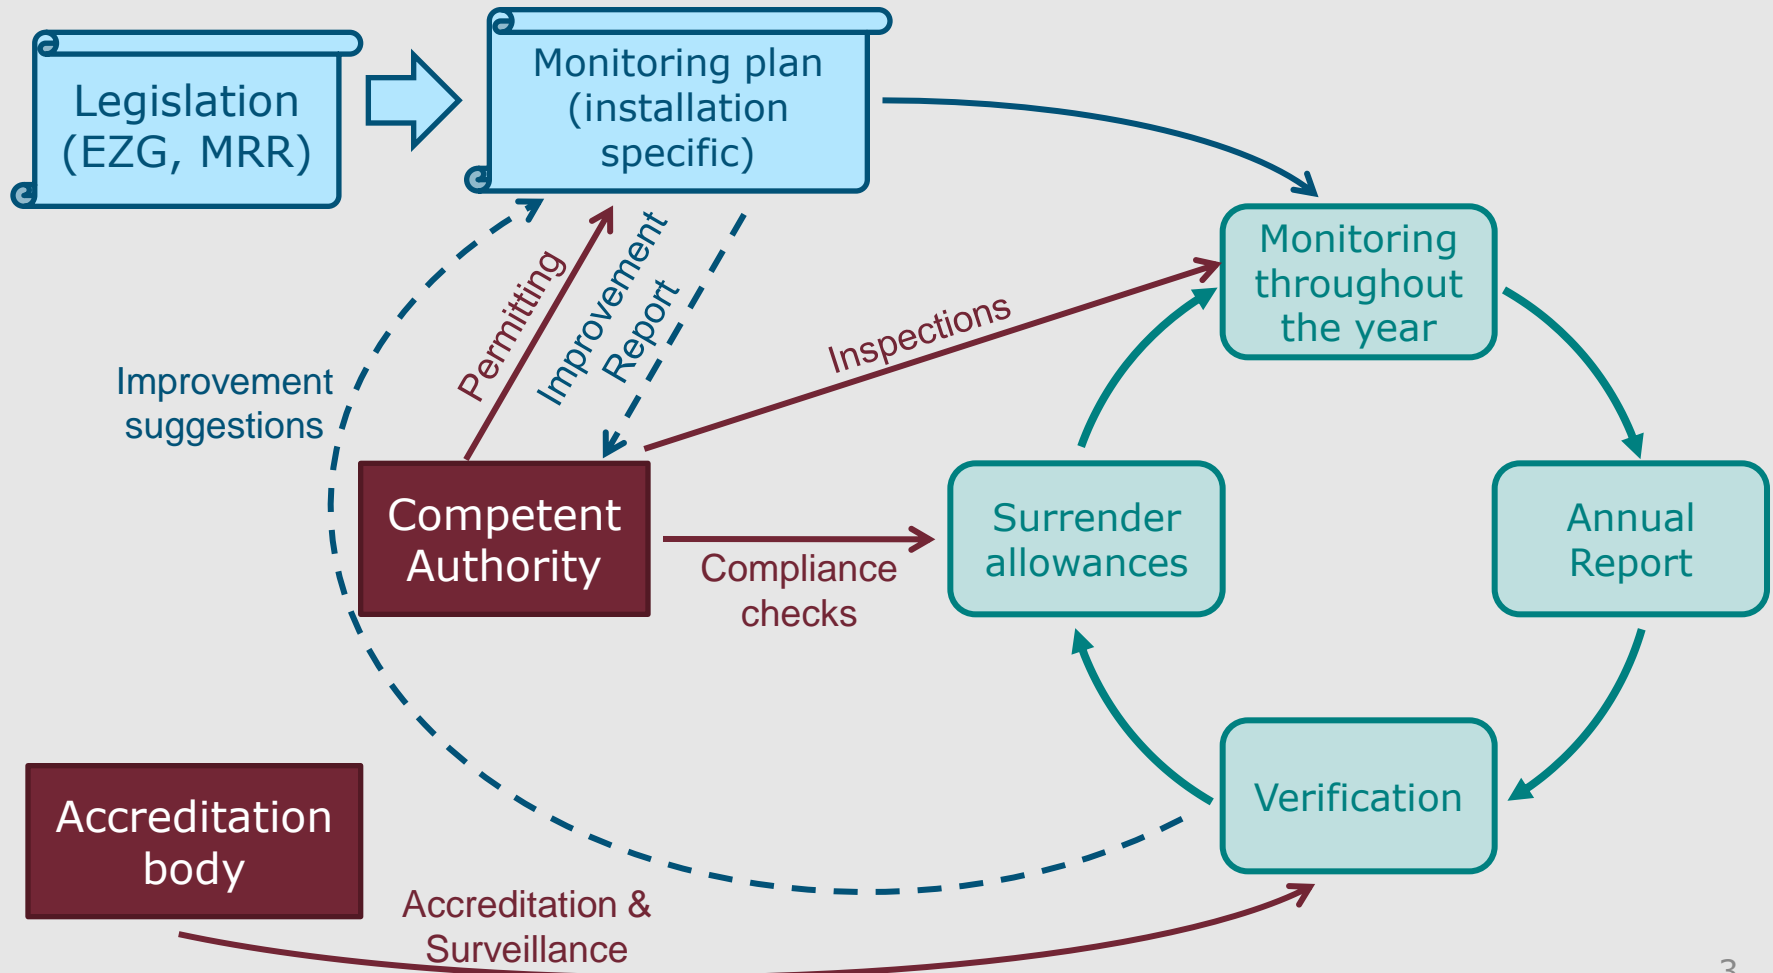 Legislation
(EZG, MRR)
Monitoring plan
(installation
specific)
Monitoring
throughout
the year
Permitting
Improvement
Report
Inspections
Improvement
suggestions
Competent
Authority
Compliance
checks
Surrender
allowances
Annual
Report
Verification
Accreditation
body
Accreditation &
Surveillance
3